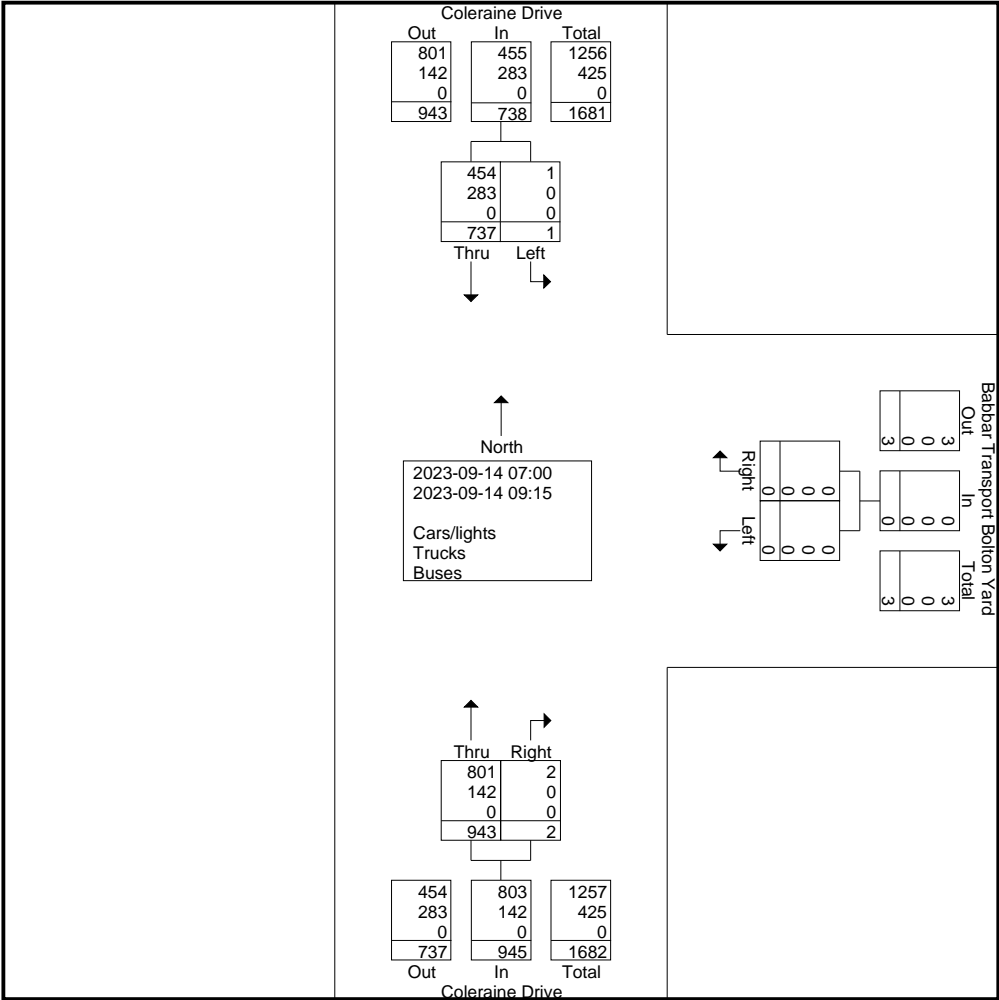 Coleraine Drive
Out In Total
801 455 1256
142 283 425
0 0 0
943 738 1681
454 1
283 0
0 0
737 1
Thru Left
North
2023-09-14 07:00
2023-09-14 09:15
Cars/lights
Trucks
Buses
Babbar Transport Bolton Yard
Out In Total
3 0 3
0 0 0
0 0 0
3 0 3
Right Left
0 0
0 0
0 0
0 0
Thru Right
801 2
142 0
0 0
943 2
454 803 1257
283 142 425
0 0 0
737 945 1682
Out In Total
Coleraine Drive